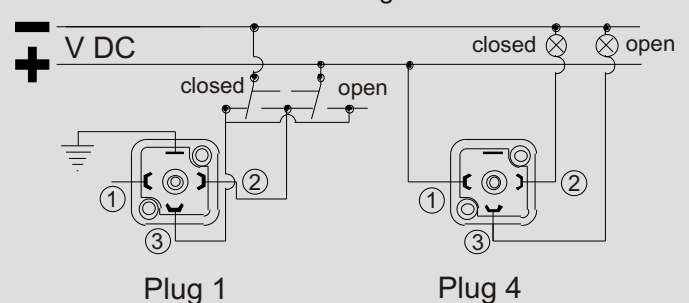 − V DC closed open
+
closed open
1 2 1 2
3 3
Plug 1 Plug 4